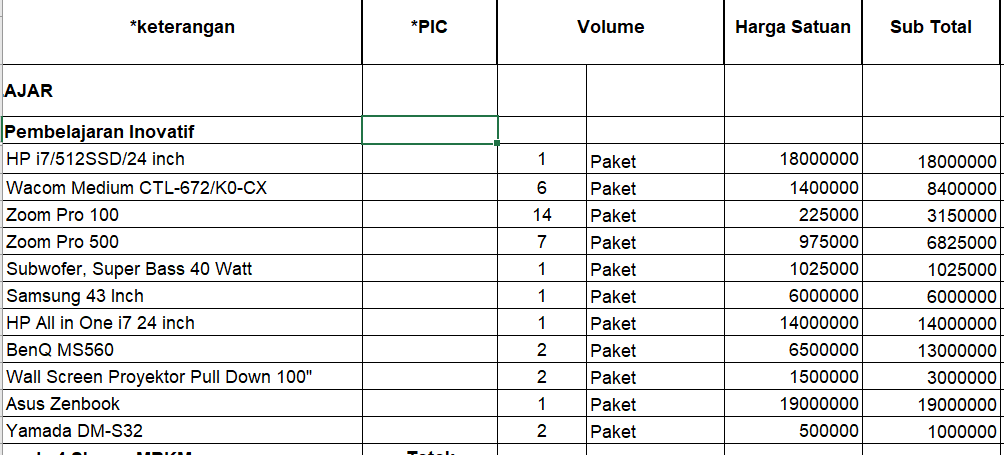 *keterangan *PIC Volume Harga Satuan Sub Total
AJAR
Pembelajaran Inovatif
HP i7/512SSD/24 inch 1 Paket 18000000 18000000
Wacom Medium CTL-672/K0-CX 6 Paket 1400000 8400000
Zoom Pro 100 14 Paket 225000 3150000
Zoom Pro 500 7 Paket 975000 6825000
Subwofer, Super Bass 40 Watt 1 Paket 1025000 1025000
Samsung 43 Inch 1 Paket 6000000 6000000
HP All in One i7 24 inch 1 Paket 14000000 14000000
BenQ MS560 2 Paket 6500000 13000000
Wall Screen Proyektor Pull Down 100" 2 Paket 1500000 3000000
Asus Zenbook 1 Paket 19000000 19000000
Yamada DM-S32 2 Paket 500000 1000000